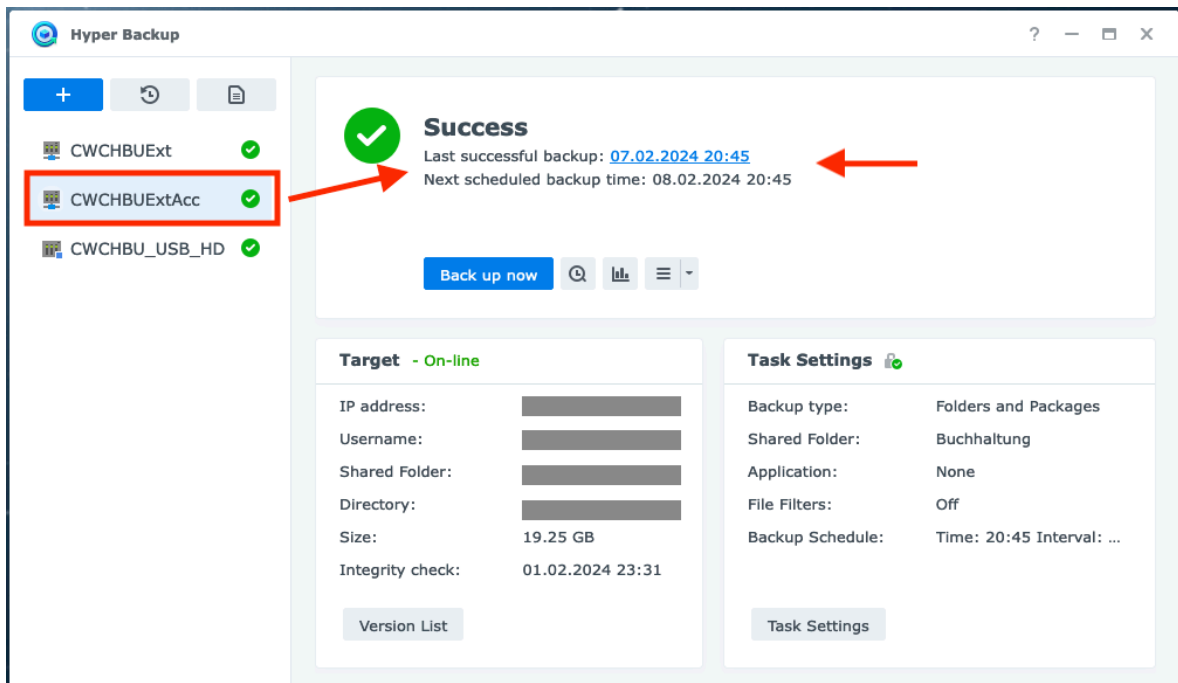 Hyper Backup
CWCHBUExt
CWCHBUExtAcc
CWCHBU_USB_HD
Success
Last successful backup: 07.02.2024 20:45
Next scheduled backup time: 08.02.2024 20:45
Back up now
Target - On-line
IP address:
Username:
Shared Folder:
Directory:
Size: 19.25 GB
Integrity check: 01.02.2024 23:31
Version List
Task Settings
Backup type: Folders and Packages
Shared Folder: Buchhaltung
Application: None
File Filters: Off
Backup Schedule: Time: 20:45 Interval: ...
Task Settings